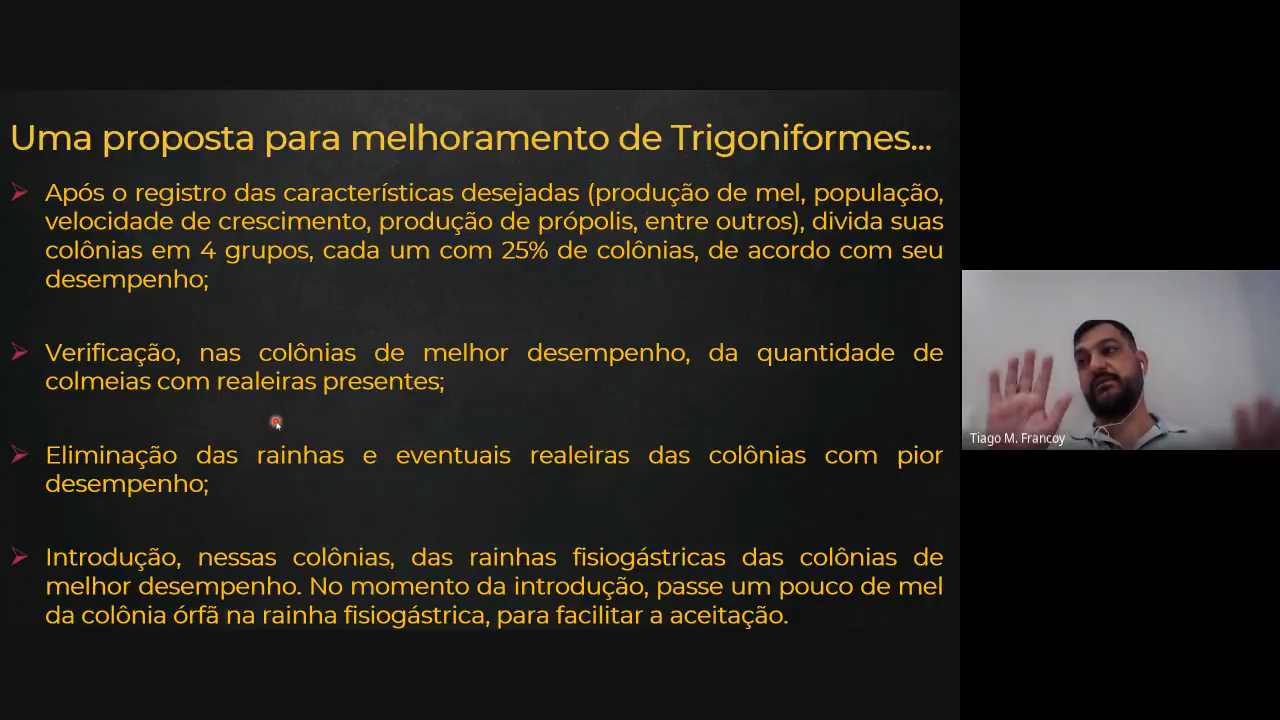 Uma proposta para melhoramento de Trigoniformes...
Após o registro das características desejadas (produção de mel, população,
velocidade de crescimento, produção de própolis, entre outros), divida suas
colônias em 4 grupos, cada um com 25% de colônias, de acordo com seu
desempenho;
Verificação, nas colônias de melhor desempenho, da quantidade de
colmeias com realeiras presentes;
Eliminação das rainhas e eventuais realeiras das colônias com pior
desempenho;
Introdução, nessas colônias, das rainhas fisiogástricas das colônias de
melhor desempenho. No momento da introdução, passe um pouco de mel
da colônia órfã na rainha fisiogástrica, para facilitar a aceitação.
Tiago M. Francoy